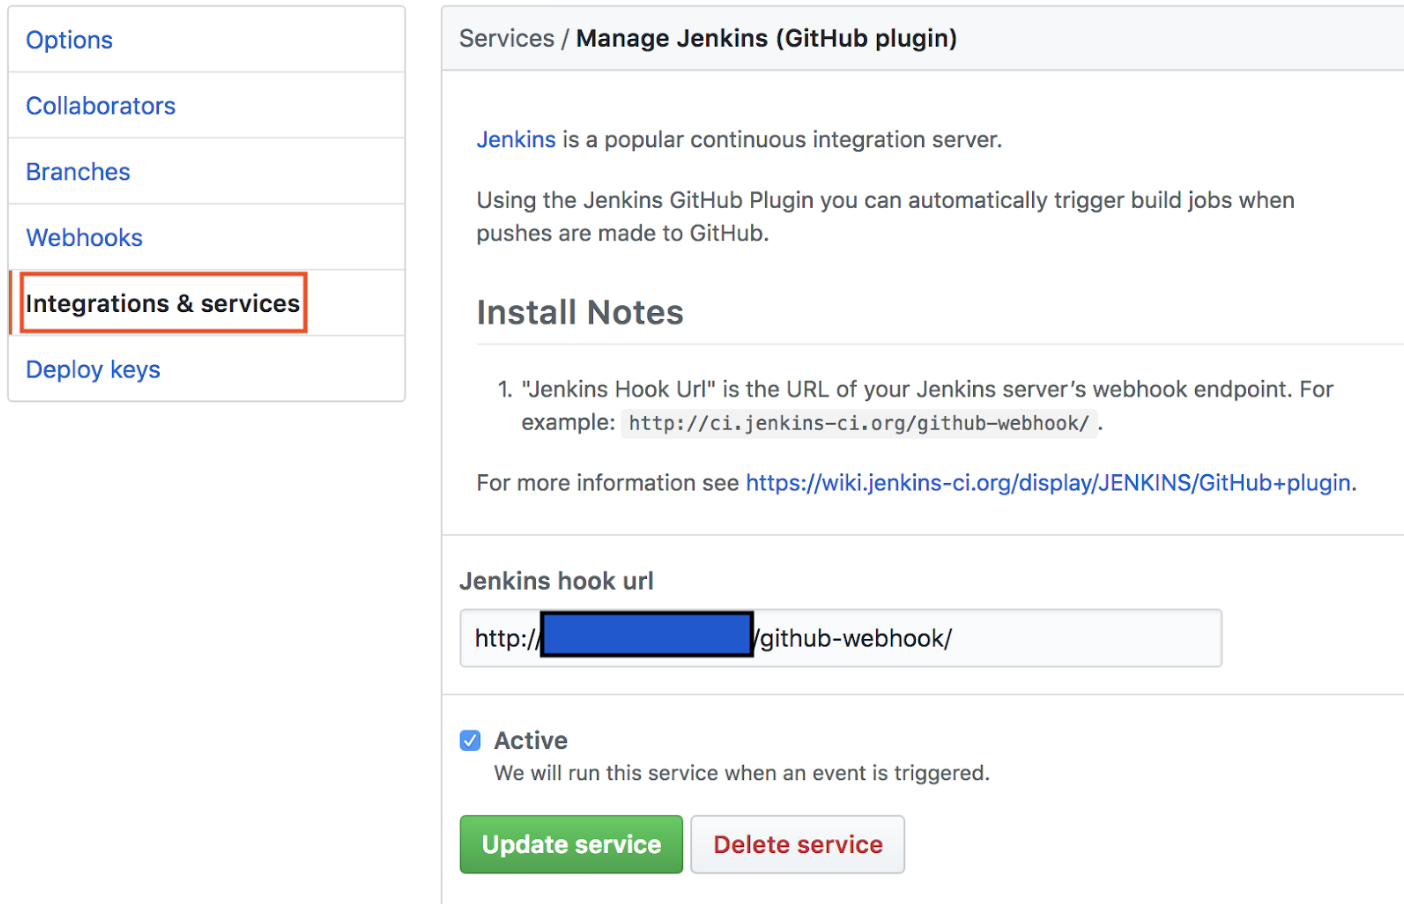 Options
Collaborators
Branches
Webhooks
Integrations & services
Deploy keys
Services / Manage Jenkins (GitHub plugin)
Jenkins is a popular continuous integration server.
Using the Jenkins GitHub Plugin you can automatically trigger build jobs when
pushes are made to GitHub.
Install Notes
1. "Jenkins Hook Url" is the URL of your Jenkins server’s webhook endpoint. For
example: http://ci.jenkins-ci.org/github-webhook/ .
For more information see https://wiki.jenkins-ci.org/display/JENKINS/GitHub+plugin.
Jenkins hook url
http:// /github-webhook/
Active
We will run this service when an event is triggered.
Update service
Delete service